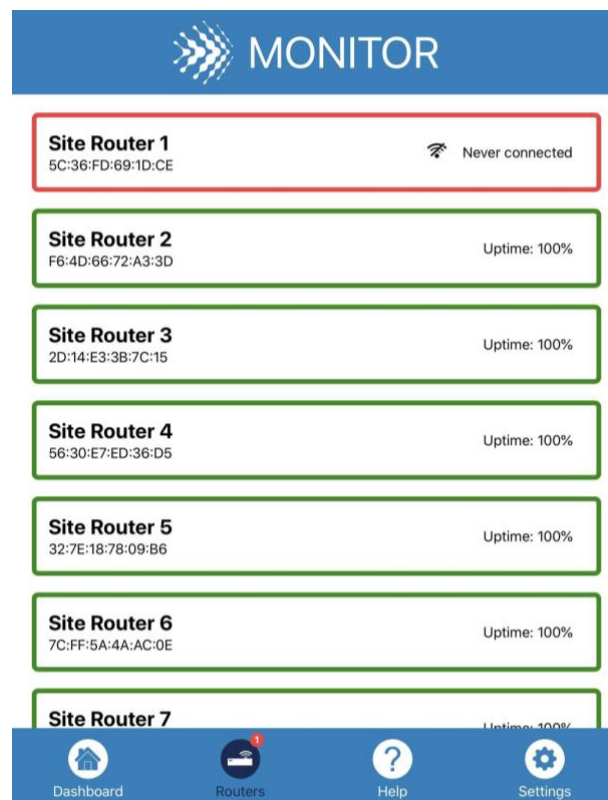 MONITOR
Site Router 1
5C:36:FD:69:1D:CE
Never connected
Site Router 2
F6:4D:66:72:A3:3D
Uptime: 100%
Site Router 3
2D:14:E3:3B:7C:15
Uptime: 100%
Site Router 4
56:30:E7:ED:36:D5
Uptime: 100%
Site Router 5
32:7E:18:78:09:B6
Uptime: 100%
Site Router 6
7C:FF:5A:4A:AC:0E
Uptime: 100%
Site Router 7
Uptime: 100%
1
?
Dashboard
Routers
Help
Settings